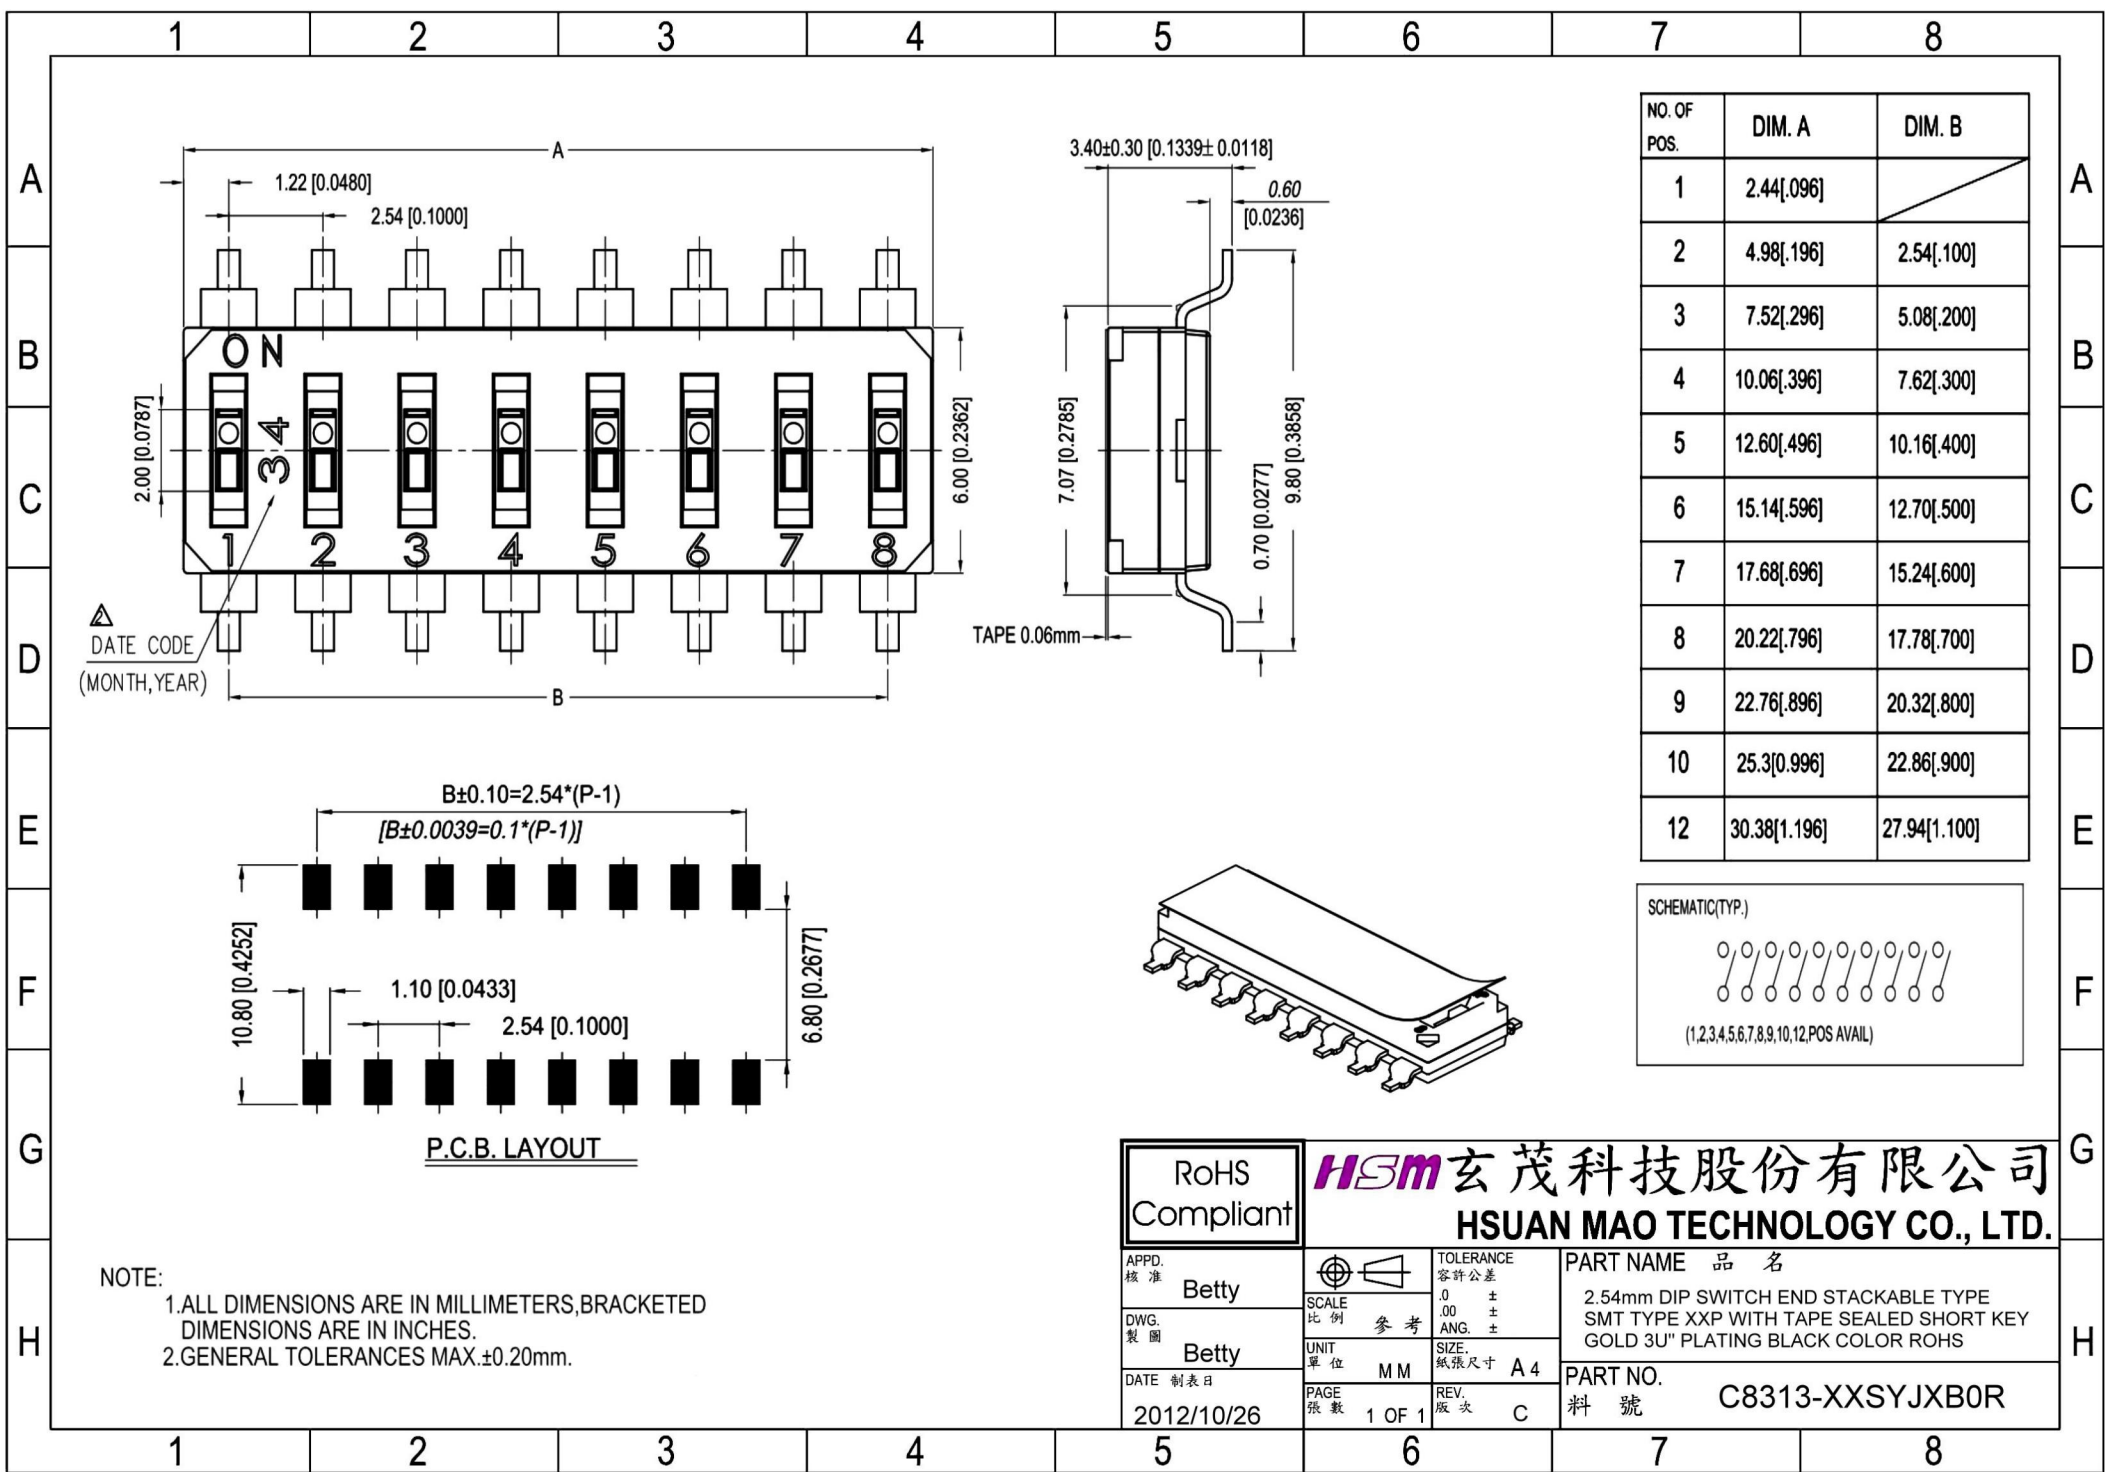 1 2 3 4 5 6 7 8
A
B
C
D
E
F
G
H
A
1.22 [0.0480]
2.54 [0.1000]
ON
34
2.00 [0.0787]
6.00 [0.2362]
1 2 3 4 5 6 7 8
2
DATE CODE
(MONTH,YEAR)
B
3.40±0.30 [0.1339± 0.0118]
0.60
[0.0236]
7.07 [0.2785]
9.80 [0.3858]
0.70 [0.0277]
TAPE 0.06mm
NO. OF
POS. DIM. A DIM. B
1 2.44[.096]
2 4.98[.196] 2.54[.100]
3 7.52[.296] 5.08[.200]
4 10.06[.396] 7.62[.300]
5 12.60[.496] 10.16[.400]
6 15.14[.596] 12.70[.500]
7 17.68[.696] 15.24[.600]
8 20.22[.796] 17.78[.700]
9 22.76[.896] 20.32[.800]
10 25.3[0.996] 22.86[.900]
12 30.38[1.196] 27.94[1.100]
B±0.10=2.54*(P-1)
[B±0.0039=0.1*(P-1)]
10.80 [0.4252]
1.10 [0.0433]
2.54 [0.1000]
6.80 [0.2677]
P.C.B. LAYOUT
SCHEMATIC(TYP.)
(1,2,3,4,5,6,7,8,9,10,12,POS AVAIL)
NOTE:
1.ALL DIMENSIONS ARE IN MILLIMETERS,BRACKETED
DIMENSIONS ARE IN INCHES.
2.GENERAL TOLERANCES MAX.±0.20mm.
RoHS
Compliant
HSM 玄茂科技股份有限公司
HSUAN MAO TECHNOLOGY CO., LTD.
APPD.
核准 Betty
DWG.
製圖 Betty
DATE 制表日
2012/10/26
SCALE
比例 參考
UNIT
單位 MM
PAGE
張數 1 OF 1
TOLERANCE
容許公差
.0 ±
.00 ±
ANG. ±
SIZE.
紙張尺寸 A4
REV.
版次 C
PART NAME 品名
2.54mm DIP SWITCH END STACKABLE TYPE
SMT TYPE XXP WITH TAPE SEALED SHORT KEY
GOLD 3U" PLATING BLACK COLOR ROHS
PART NO.
料號 C8313-XXSYJXB0R
A
B
C
D
E
F
G
H
1 2 3 4 5 6 7 8